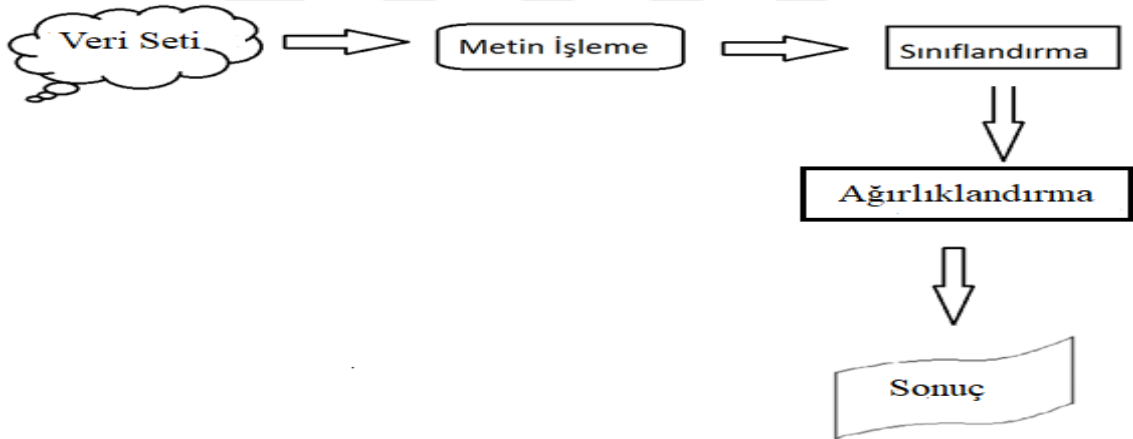 Veri Seti
Metin İşleme
Sınıflandırma
Ağırlıklandırma
Sonuç